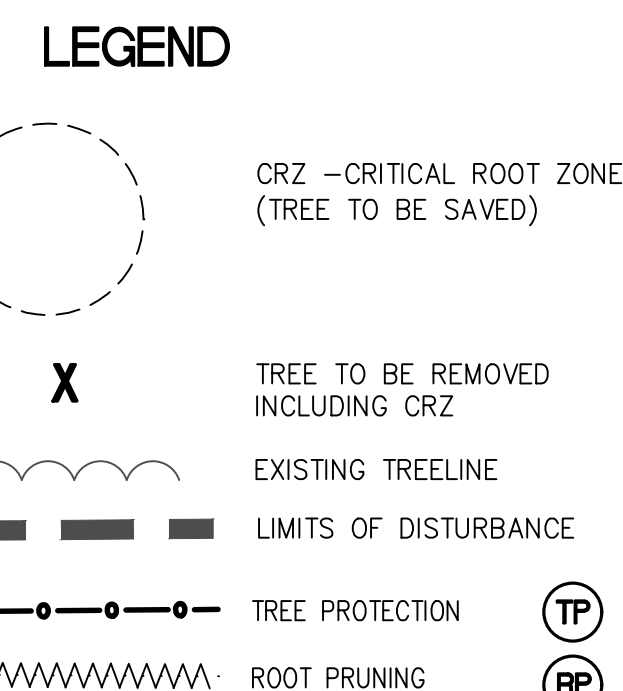 LEGEND
CRZ -CRITICAL ROOT ZONE
(TREE TO BE SAVED)
X
TREE TO BE REMOVED
INCLUDING CRZ
EXISTING TREELINE
LIMITS OF DISTURBANCE
TREE PROTECTION TP
ROOT PRUNING RP